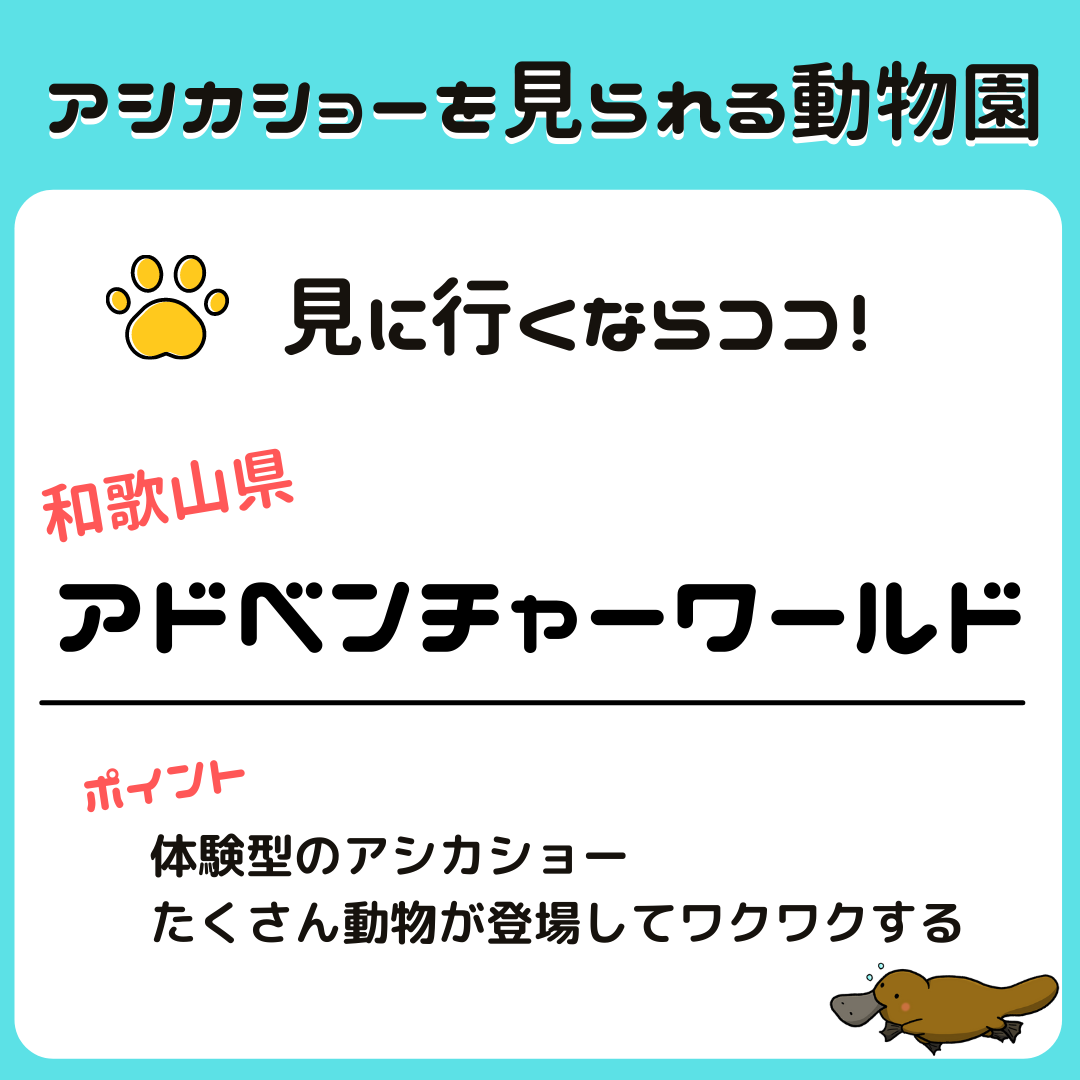 アシカショーを見られる動物園
見に行くならココ!
和歌山県
アドベンチャーワールド
ポイント
体験型のアシカショー
たくさん動物が登場してワクワクする